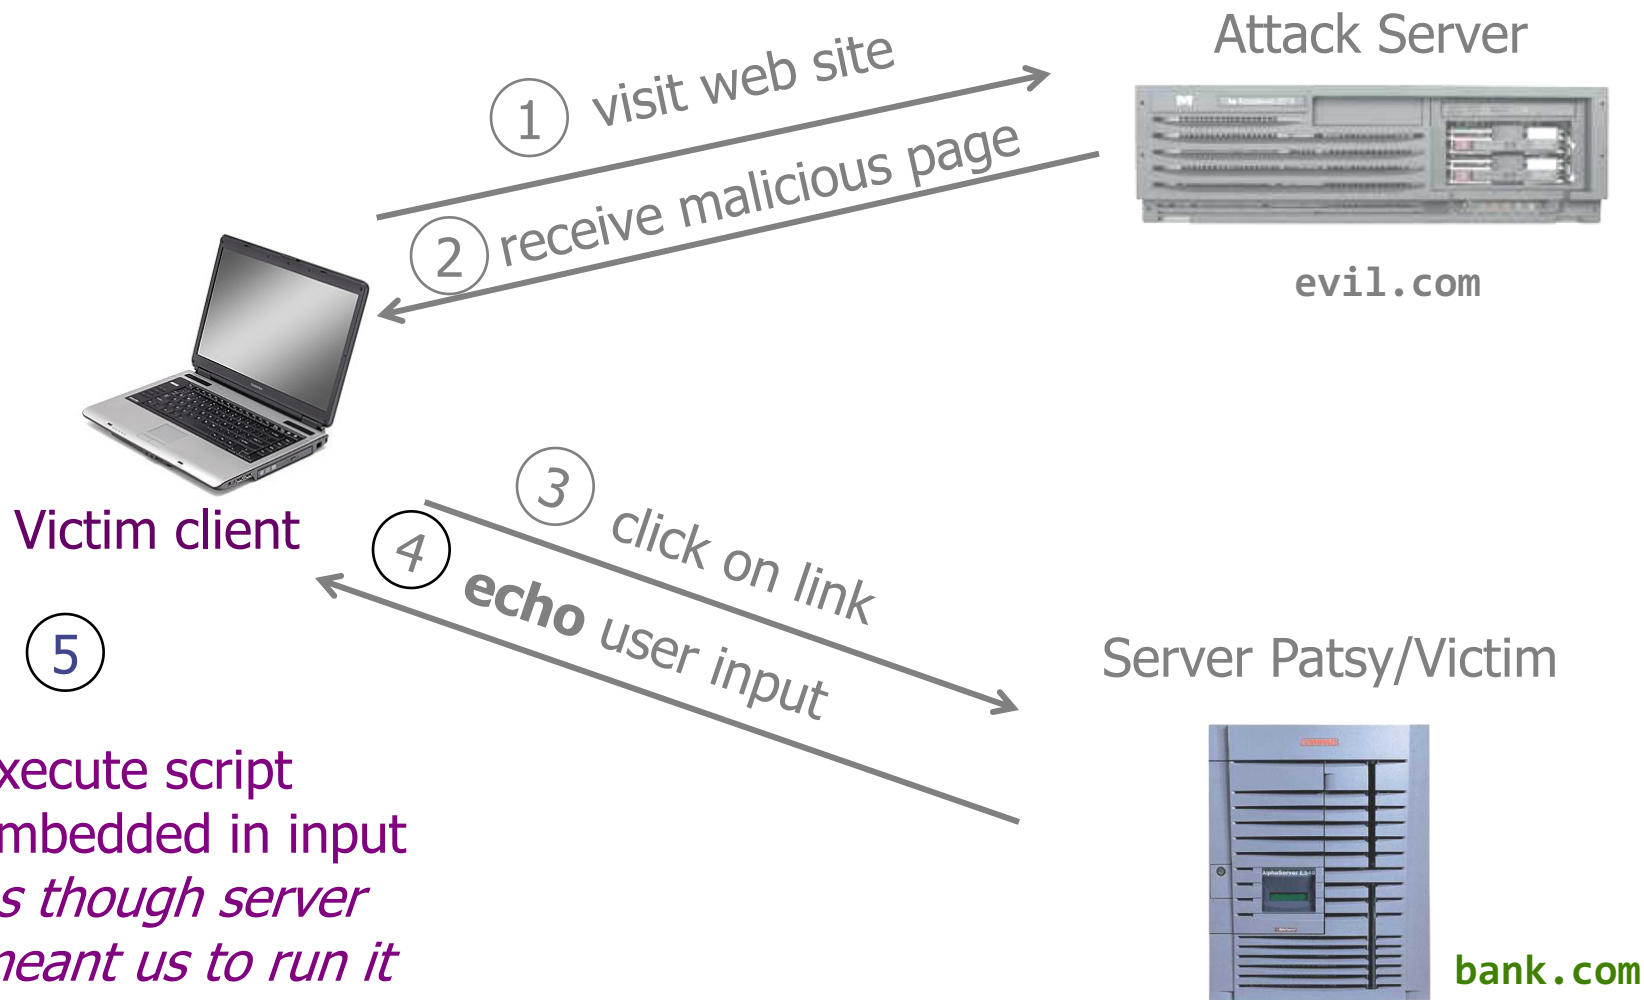 Attack Server
1 visit web site
2 receive malicious page
evil.com
Victim client
3 click on link
4 echo user input
5
xecute script
mbedded in input
s though server
neant us to run it
Server Patsy/Victim
AlphaServer
bank.com